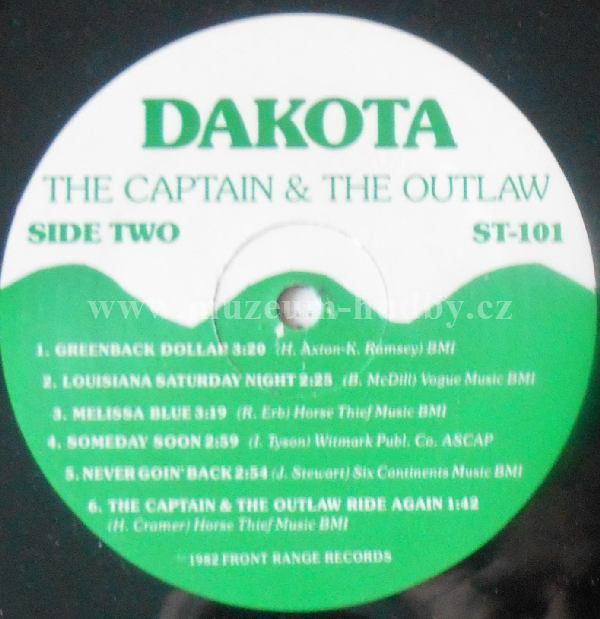 DAKOTA
THE CAPTAIN & THE OUTLAW
SIDE TWO ST-101
www.muzeum-hudby.cz
1. GREENBACK DOLLAR 3:20 (H. Axton-K. Ramsey) BMI
2. LOUISIANA SATURDAY NIGHT 2:25 (B. McDill) Vogue Music BMI
3. MELISSA BLUE 3:19 (R. Erb) Horse Thief Music BMI
4. SOMEDAY SOON 2:59 (I. Tyson) Witmark Publ. Co. ASCAP
5. NEVER GOIN' BACK 2:54 (J. Stewart) Six Continents Music BMI
6. THE CAPTAIN & THE OUTLAW RIDE AGAIN 1:42
(H. Cramer) Horse Thief Music BMI
1982 FRONT RANGE RECORDS